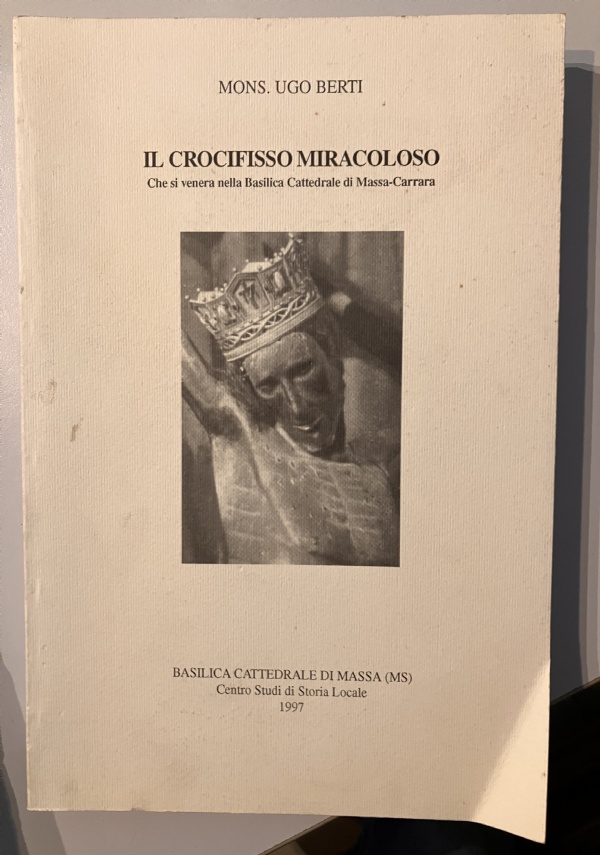 MONS. UGO BERTI
IL CROCIFISSO MIRACOLOSO
Che si venera nella Basilica Cattedrale di Massa-Carrara
BASILICA CATTEDRALE DI MASSA (MS)
Centro Studi di Storia Locale
1997